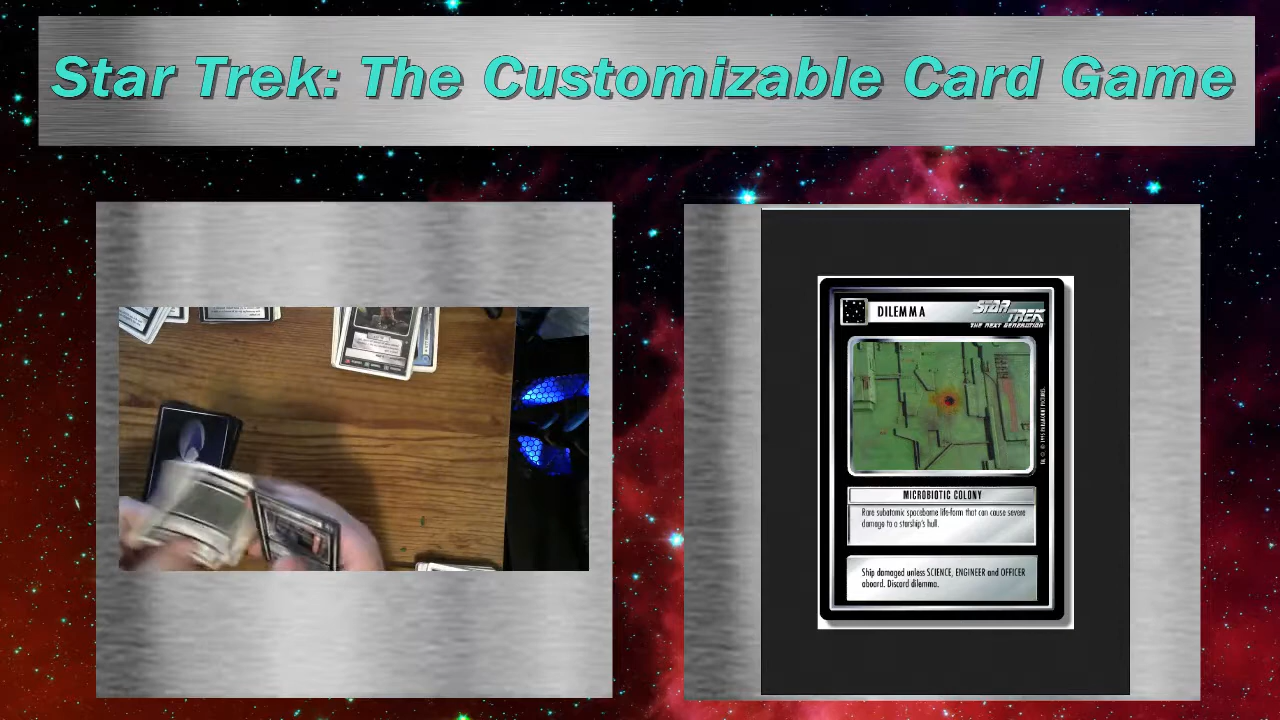 Star Trek: The Customizable Card Game
DILEMMA
STAR TREK
THE NEXT GENERATION
MICROBIOTIC COLONY
Rare subatomic spaceborne life-form that can cause severe
damage to a starship's hull.
Ship damaged unless SCIENCE, ENGINEER and OFFICER
aboard. Discard dilemma.